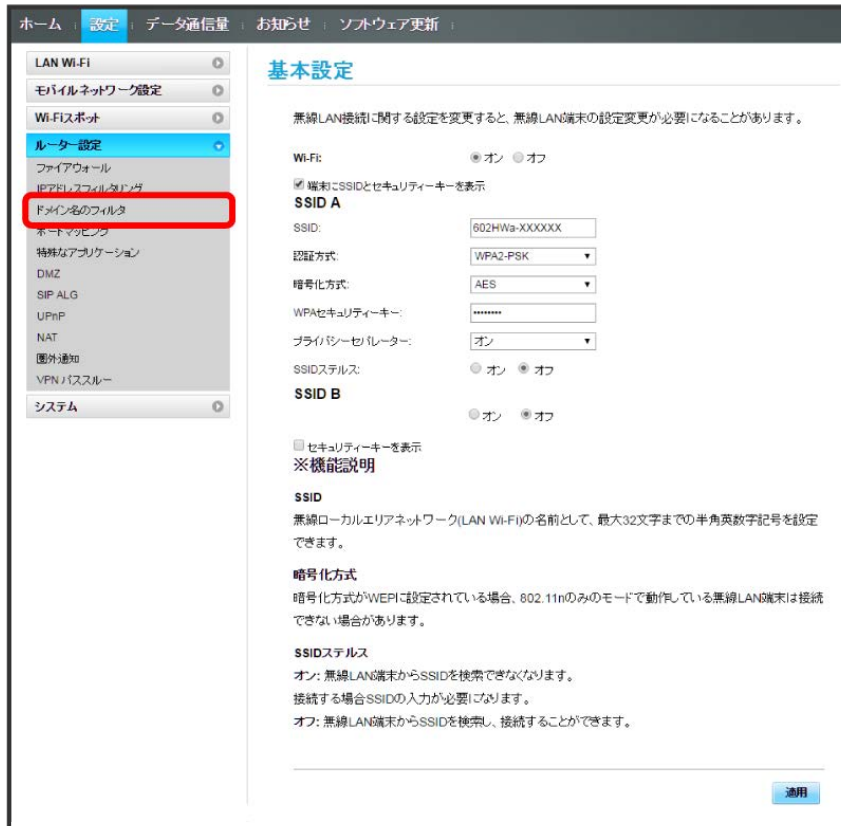 ホーム 設定 データ通信量 お知らせ ソフトウェア更新
LAN Wi-Fi
モバイルネットワーク設定
Wi-Fiスポット
ルーター設定
ファイアウォール
IPアドレスフィルタリング
ドメイン名のフィルタ
ポートマッピング
特殊なアプリケーション
DMZ
SIP ALG
UPnP
NAT
圏外通知
VPN パススルー
システム
基本設定
無線LAN接続に関する設定を変更すると、無線LAN端末の設定変更が必要になることがあります。
Wi-Fi: オン オフ
端末にSSIDとセキュリティーキーを表示
SSID A
SSID: 602HWa-XXXXXX
認証方式: WPA2-PSK
暗号化方式: AES
WPAセキュリティーキー: ••••••••
プライバシーセパレーター: オン
SSIDステルス: オン オフ
SSID B
オン オフ
セキュリティーキーを表示
※機能説明
SSID
無線ローカルエリアネットワーク(LAN Wi-Fi)の名前として、最大32文字までの半角英数字記号を設定
できます。
暗号化方式
暗号化方式がWEPに設定されている場合、802.11nのみのモードで動作している無線LAN端末は接続
できない場合があります。
SSIDステルス
オン: 無線LAN端末からSSIDを検索できなくなります。
接続する場合SSIDの入力が必要になります。
オフ: 無線LAN端末からSSIDを検索し、接続することができます。
適用